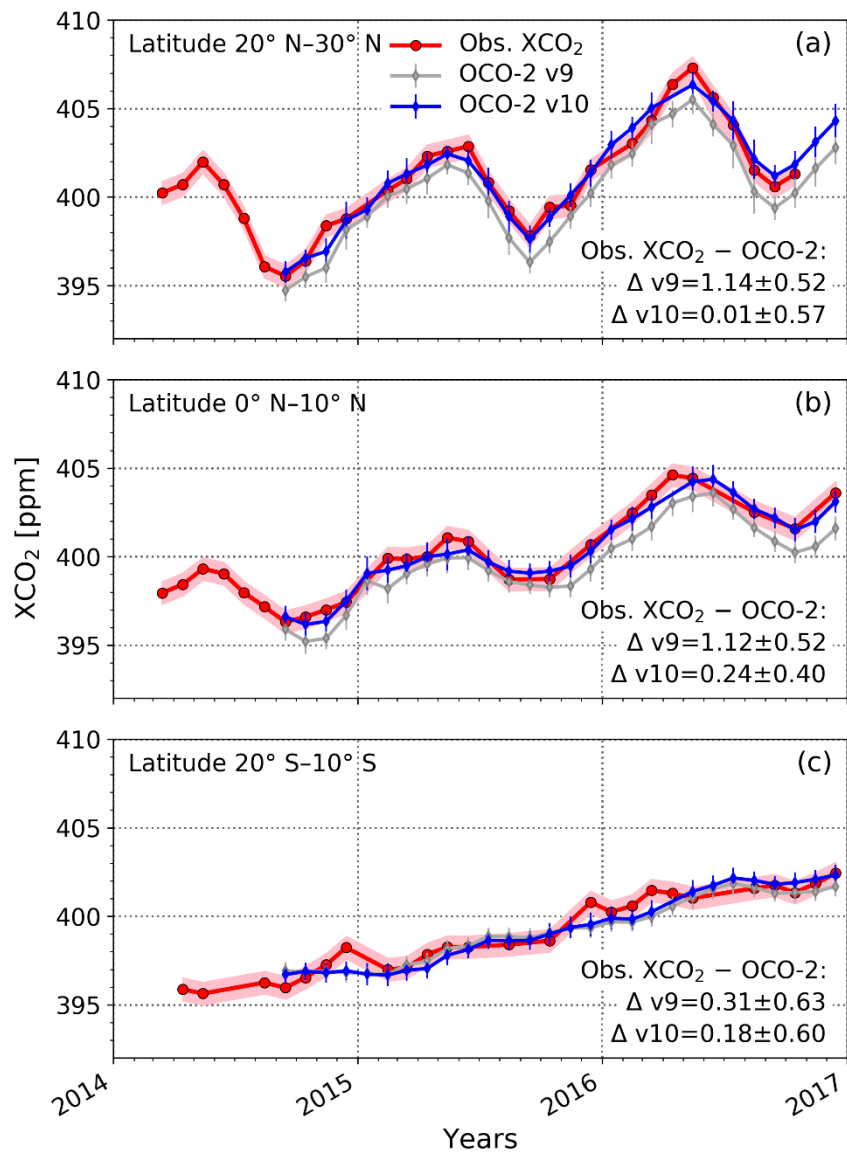 Latitude 20° N–30° N
(a)
Obs. XCO₂
OCO-2 v9
OCO-2 v10
410
405
400
395
Obs. XCO₂ − OCO-2:
Δ v9=1.14±0.52
Δ v10=0.01±0.57
Latitude 0° N–10° N
(b)
410
405
400
395
Obs. XCO₂ − OCO-2:
Δ v9=1.12±0.52
Δ v10=0.24±0.40
XCO₂ [ppm]
Latitude 20° S–10° S
(c)
410
405
400
395
Obs. XCO₂ − OCO-2:
Δ v9=0.31±0.63
Δ v10=0.18±0.60
2014
2015
2016
2017
Years